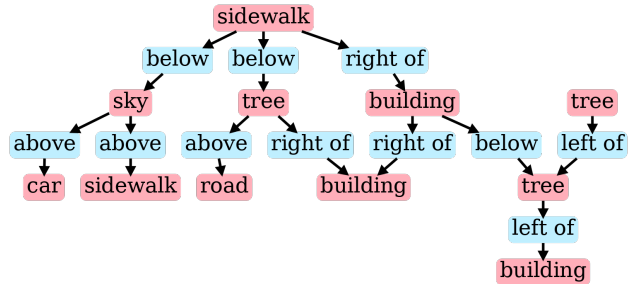 sidewalk
below below right of
sky tree building tree
above above above right of right of below left of
car sidewalk road building tree
left of
building